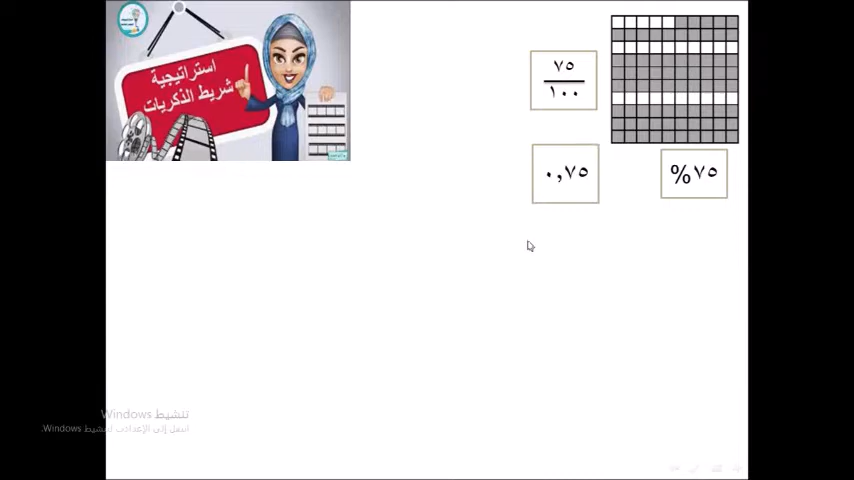 استراتيجية
شريط الذكريات
٧٥
١٠٠
٠,٧٥
%٧٥
تنشيط Windows
انتقل إلى الإعدادات لتنشيط Windows.